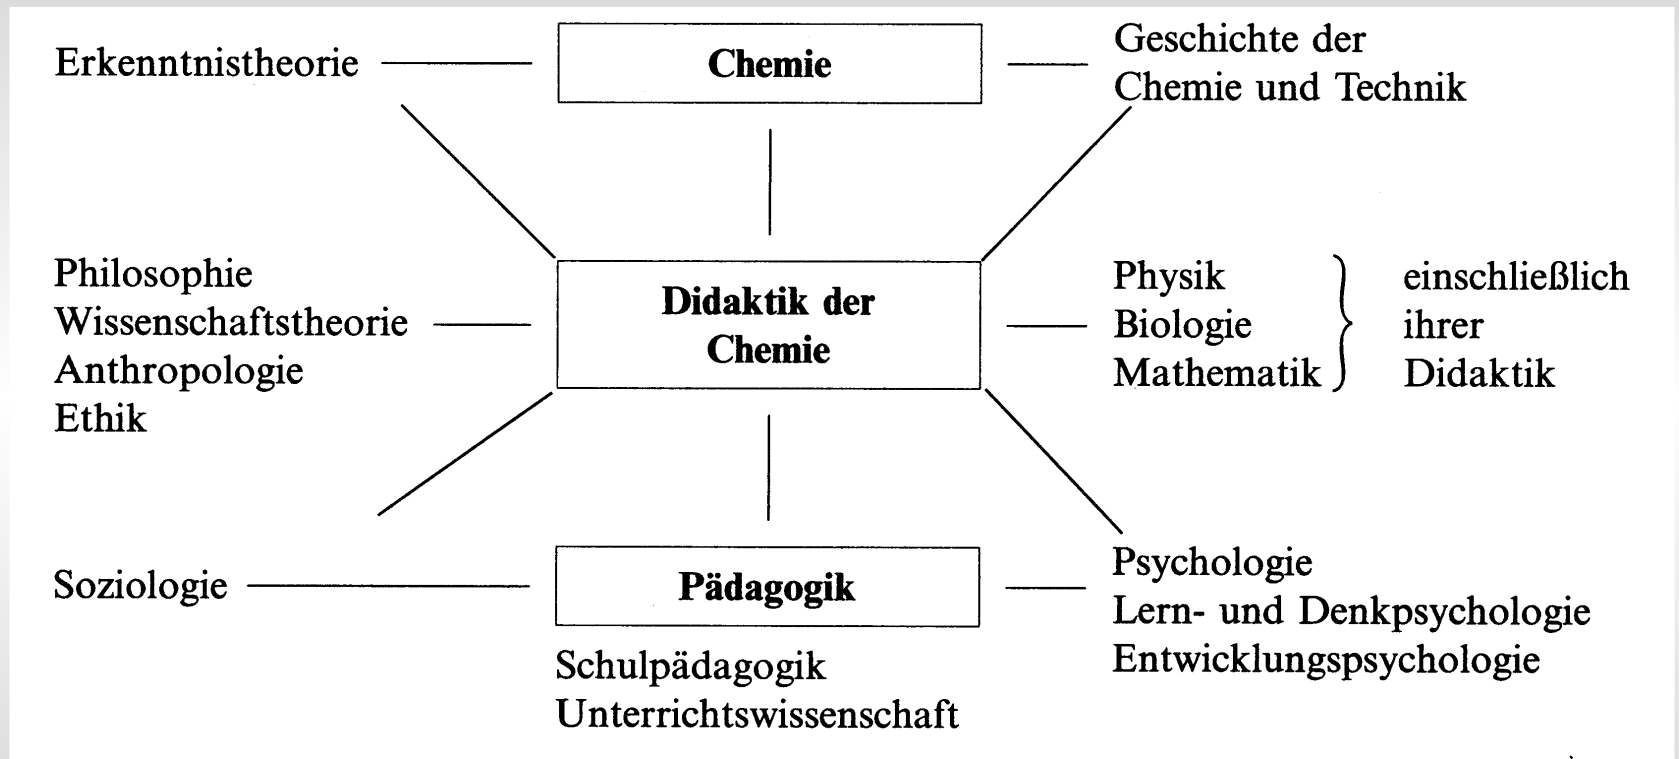 Erkenntnistheorie
Chemie
Geschichte der
Chemie und Technik
Philosophie
Wissenschaftstheorie
Anthropologie
Ethik
Didaktik der
Chemie
Physik
Biologie
Mathematik
einschließlich
ihrer
Didaktik
Soziologie
Pädagogik
Schulpädagogik
Unterrichtswissenschaft
Psychologie
Lern- und Denkpsychologie
Entwicklungspsychologie